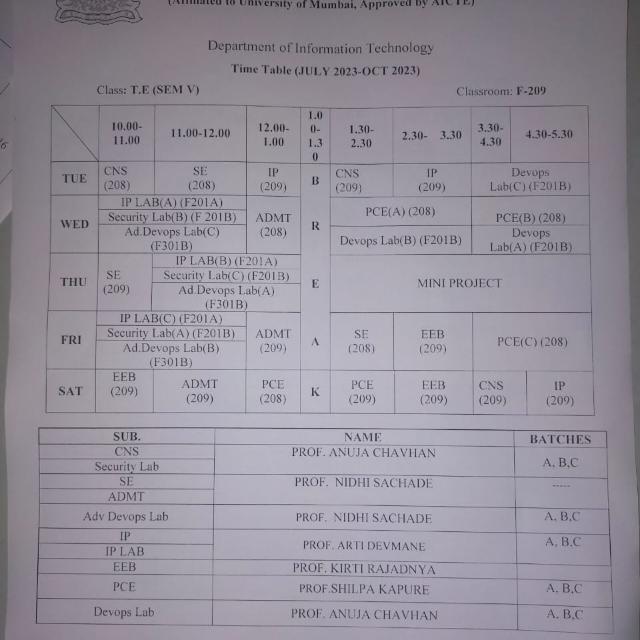 (Affiliated to University of Mumbai, Approved by AICTE)
Department of Information Technology
Time Table (JULY 2023-OCT 2023)
Class: T.E (SEM V) Classroom: F-209
10.00-11.00 11.00-12.00 12.00-1.00 1.00-1.30 1.30-2.30 2.30- 3.30 3.30-4.30 4.30-5.30
TUE CNS (208) SE (208) IP (209) B CNS (209) IP (209) Devops Lab(C) (F201B)
WED IP LAB(A) (F201A)
Security Lab(B) (F 201B)
Ad.Devops Lab(C) (F301B)
ADMT (208) R PCE(A) (208) PCE(B) (208)
Devops Lab(B) (F201B) Devops Lab(A) (F201B)
THU SE (209) IP LAB(B) (F201A)
Security Lab(C) (F201B)
Ad.Devops Lab(A) (F301B)
E MINI PROJECT
FRI IP LAB(C) (F201A)
Security Lab(A) (F201B)
Ad.Devops Lab(B) (F301B)
ADMT (209) A SE (208) EEB (209) PCE(C) (208)
SAT EEB (209) ADMT (209) PCE (208) K PCE (209) EEB (209) CNS (209) IP (209)
SUB. NAME BATCHES
CNS PROF. ANUJA CHAVHAN A, B,C
Security Lab
SE PROF. NIDHI SACHADE -----
ADMT
Adv Devops Lab PROF. NIDHI SACHADE A, B,C
IP PROF. ARTI DEVMANE A, B,C
IP LAB
EEB PROF. KIRTI RAJADNYA
PCE PROF.SHILPA KAPURE A, B,C
Devops Lab PROF. ANUJA CHAVHAN A, B,C